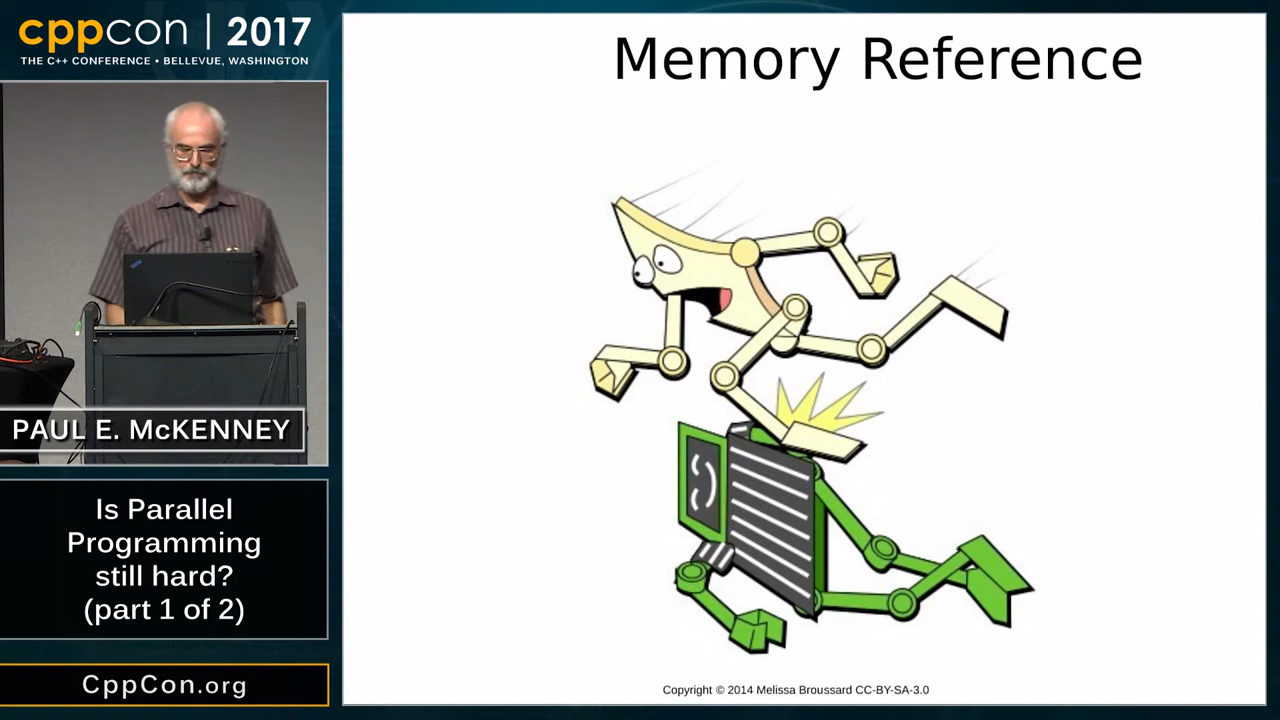 cppcon | 2017
THE C++ CONFERENCE • BELLEVUE, WASHINGTON
PAUL E. McKENNEY
Is Parallel
Programming
still hard?
(part 1 of 2)
CppCon.org
Memory Reference
Copyright © 2014 Melissa Broussard CC-BY-SA-3.0